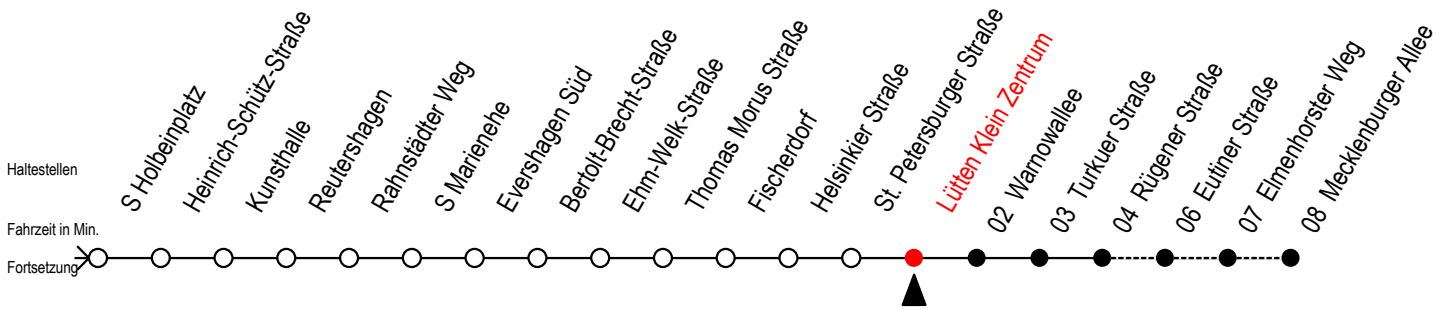 Haltestellen
Fahrzeit in Min.
Fortsetzung
S Holbeinplatz
Heinrich-Schütz-Straße
Kunsthalle
Reutershagen
Rahnstädter Weg
S Marienehe
Evershagen Süd
Bertolt-Brecht-Straße
Ehm-Welk-Straße
Thomas Morus Straße
Fischerdorf
Helsinkier Straße
St. Petersburger Straße
Lütten Klein Zentrum
02 Warnowallee
03 Turkuer Straße
04 Rügener Straße
06 Eutiner Straße
07 Elmenhorster Weg
08 Mecklenburger Allee